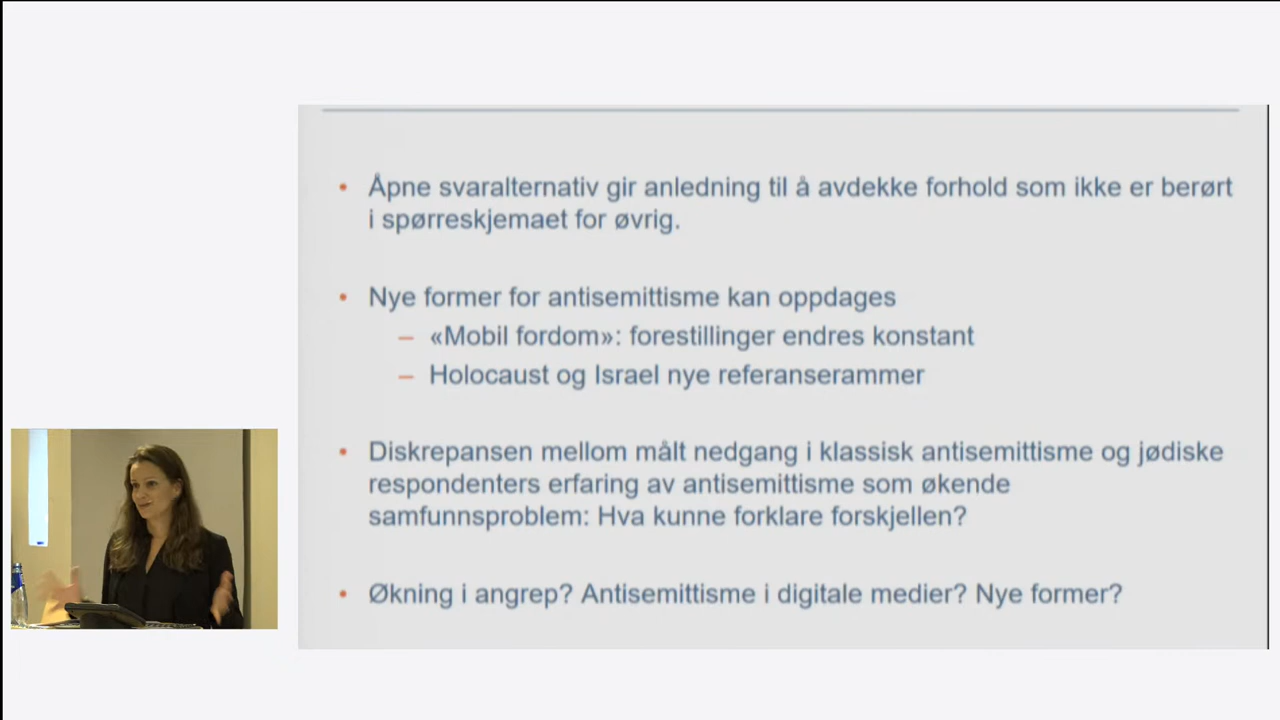 • Åpne svaralternativ gir anledning til å avdekke forhold som ikke er berørt
i spørreskjemaet for øvrig.
• Nye former for antisemittisme kan oppdages
– «Mobil fordom»: forestillinger endres konstant
– Holocaust og Israel nye referanserammer
• Diskrepansen mellom målt nedgang i klassisk antisemittisme og jødiske
respondenters erfaring av antisemittisme som økende
samfunnsproblem: Hva kunne forklare forskjellen?
• Økning i angrep? Antisemittisme i digitale medier? Nye former?